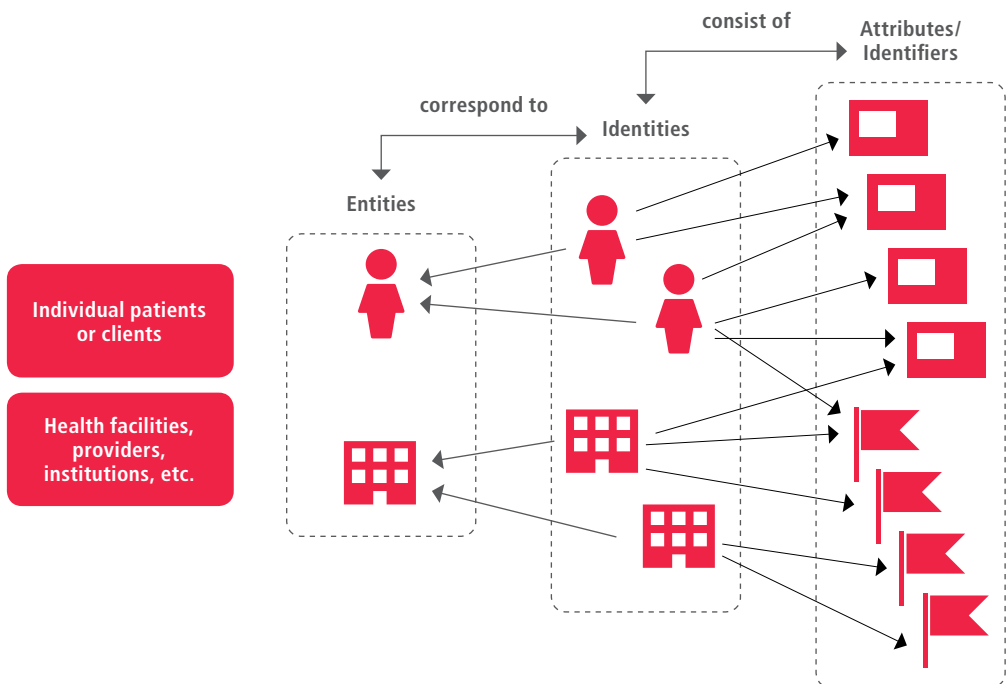 consist of
Attributes/
Identifiers
correspond to
Identities
Entities
Individual patients
or clients
Health facilities,
providers,
institutions, etc.